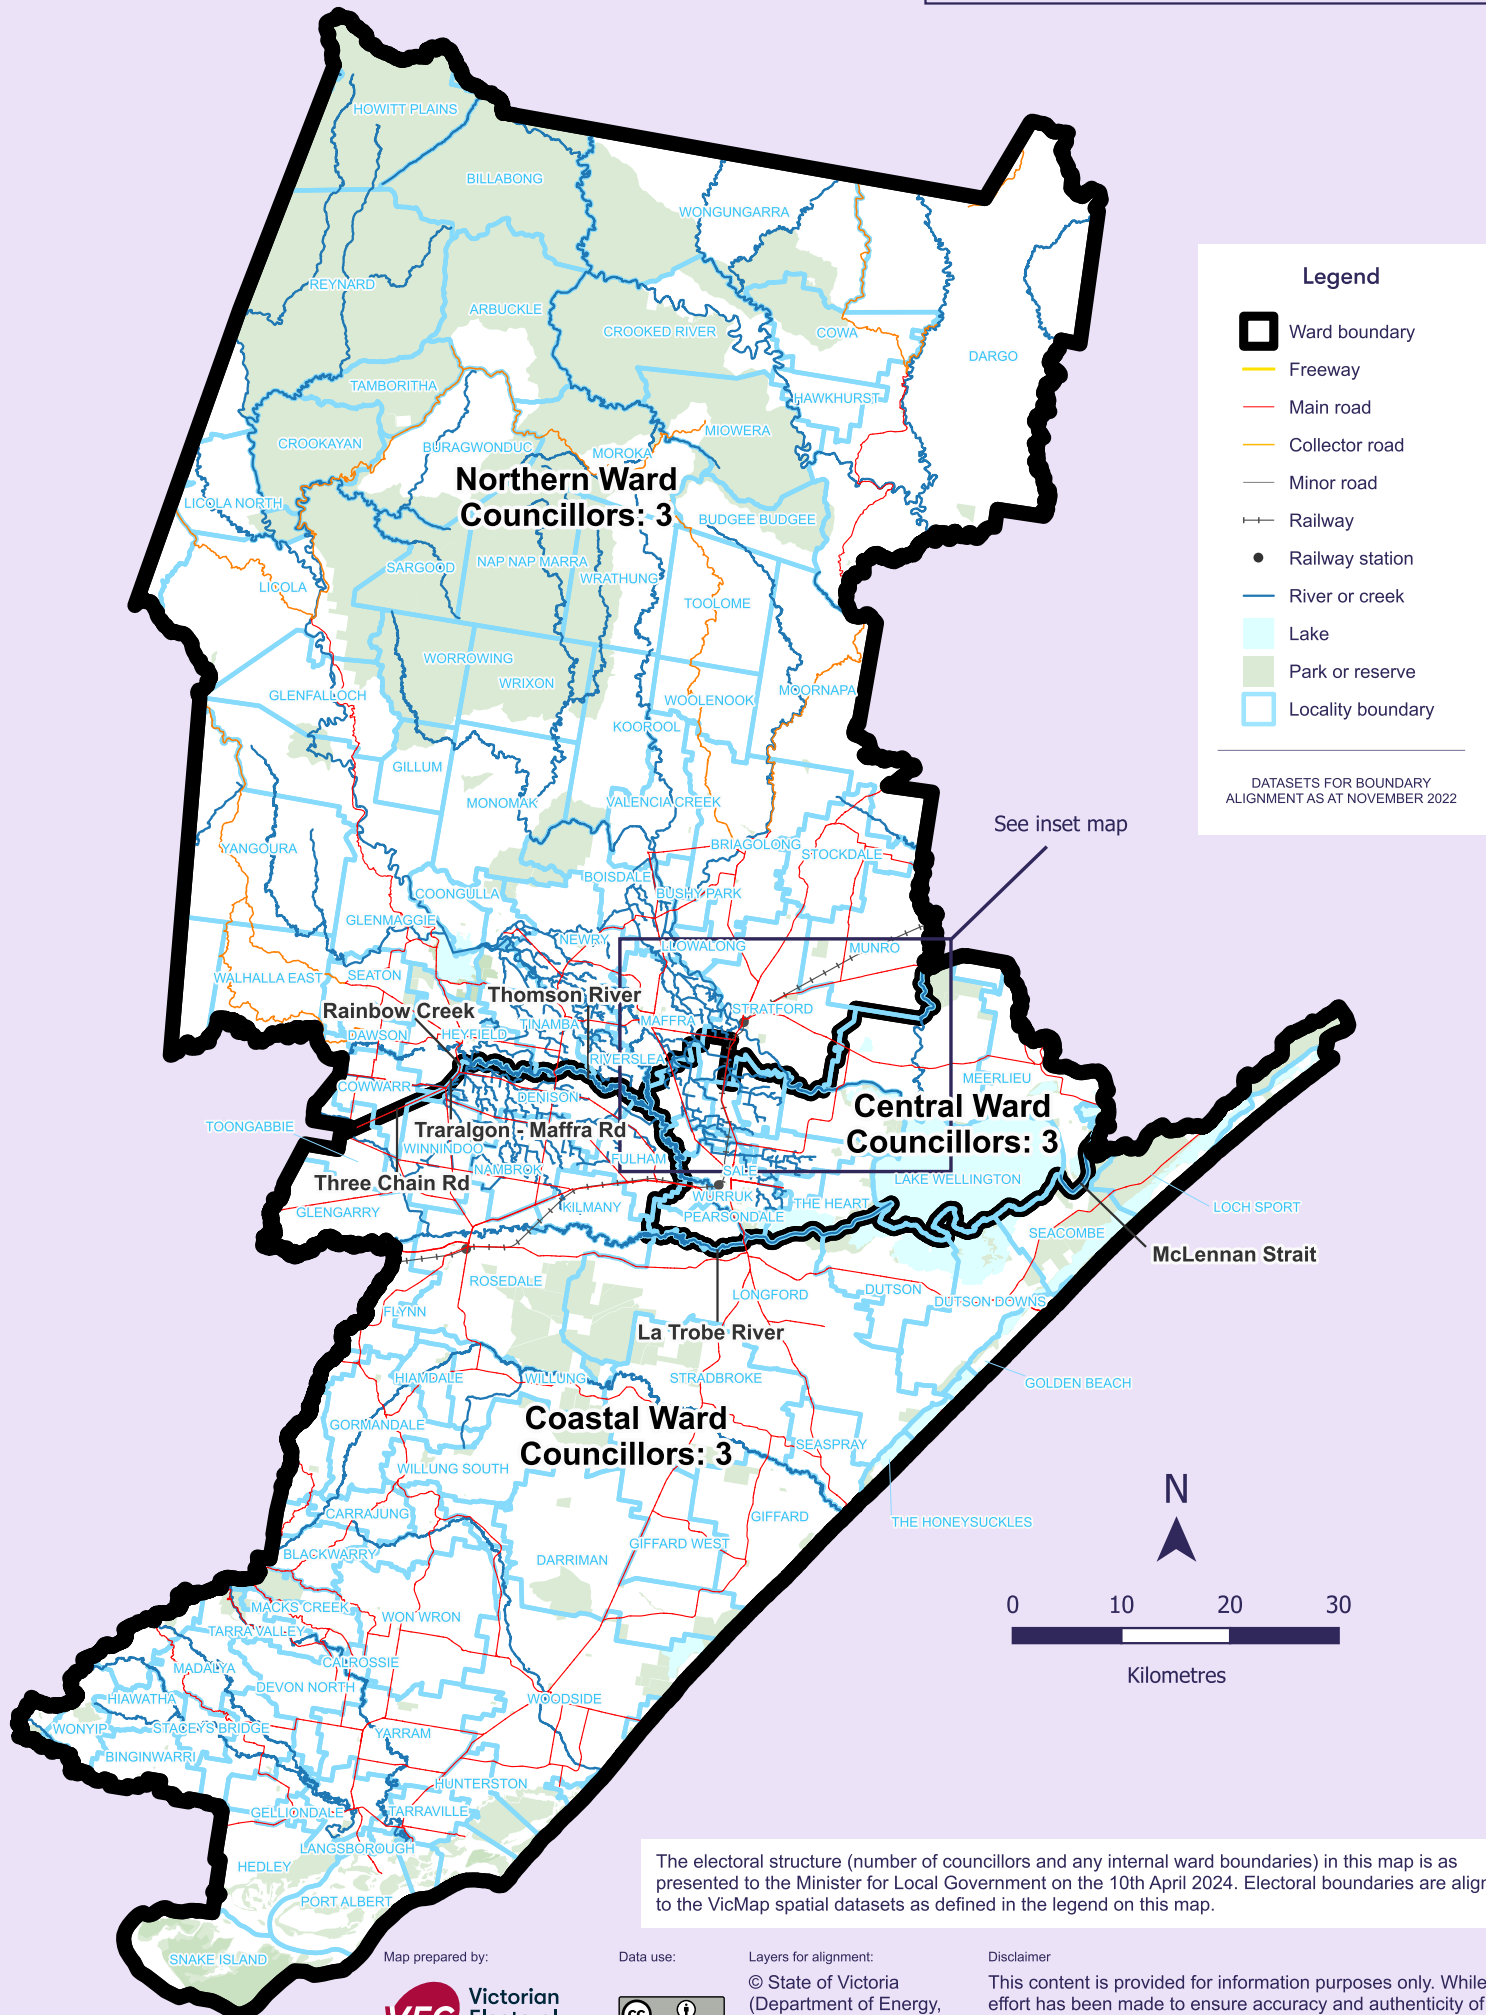 HOWITT PLAINS
BILLABONG
WONGUNGARRA
REYNARD
ARBUCKLE
CROOKED RIVER
COWA
DARGO
TAMBORITHA
HAWKHURST
CROOKAYAN
BURAGWONDUC
MOROKA
MIOWERA
Northern Ward
Councillors: 3
LICOLA NORTH
BUDGEE BUDGEE
SARGOOD
NAP NAP MARRA
WRATHUNG
LICOLA
TOOLOME
WORROWING
WRIXON
GLENFALLOCH
WOOLENOOK
MOORNAPA
KOOROOL
GILLUM
MONOMAK
VALENCIA CREEK
YANGOURA
BRIAGOLONG
STOCKDALE
BOISDALE
COONGULLA
BUSHY PARK
GLENMAGGIE
NEWRY
LLOWALONG
MUNRO
WALHALLA EAST
SEATON
Thomson River
Rainbow Creek
STRATFORD
TINAMBA
MAFFRA
DAWSON
HEYFIELD
RIVERSLEA
COWWARR
MEERLIEU
DENISON
Central Ward
Councillors: 3
TOONGABBIE
Traralgon - Maffra Rd
WINNINDOO
NAMBROK
FULHAM
SALE
Three Chain Rd
LAKE WELLINGTON
WURRUK
THE HEART
GLENGARRY
KILMANY
PEARSONDALE
LOCH SPORT
SEACOMBE
McLennan Strait
ROSEDALE
LONGFORD
DUTSON
DUTSON DOWNS
FLYNN
La Trobe River
HIAMDALE
WILLUNG
STRADBROKE
GOLDEN BEACH
Coastal Ward
Councillors: 3
GORMANDALE
SEASPRAY
WILLUNG SOUTH
CARRAJUNG
GIFFARD
THE HONEYSUCKLES
BLACKWARRY
DARRIMAN
GIFFARD WEST
MACKS CREEK
WON WRON
TARRA VALLEY
MADALYA
CALROSSIE
DEVON NORTH
HIAWATHA
WOODSIDE
WONYIP
STACEYS BRIDGE
YARRAM
BINGINWARRI
HUNTERSTON
GELLIONDALE
TARRAVILLE
LANGSBOROUGH
HEDLEY
PORT ALBERT
SNAKE ISLAND
See inset map
Legend
Ward boundary
Freeway
Main road
Collector road
Minor road
Railway
Railway station
River or creek
Lake
Park or reserve
Locality boundary
DATASETS FOR BOUNDARY
ALIGNMENT AS AT NOVEMBER 2022
N
0 10 20 30
Kilometres
The electoral structure (number of councillors and any internal ward boundaries) in this map is as
presented to the Minister for Local Government on the 10th April 2024. Electoral boundaries are align
to the VicMap spatial datasets as defined in the legend on this map.
Map prepared by:
VEC
Victorian
Electoral
Data use:
cc
Layers for alignment:
© State of Victoria
(Department of Energy,
Disclaimer
This content is provided for information purposes only. While
effort has been made to ensure accuracy and authenticity of